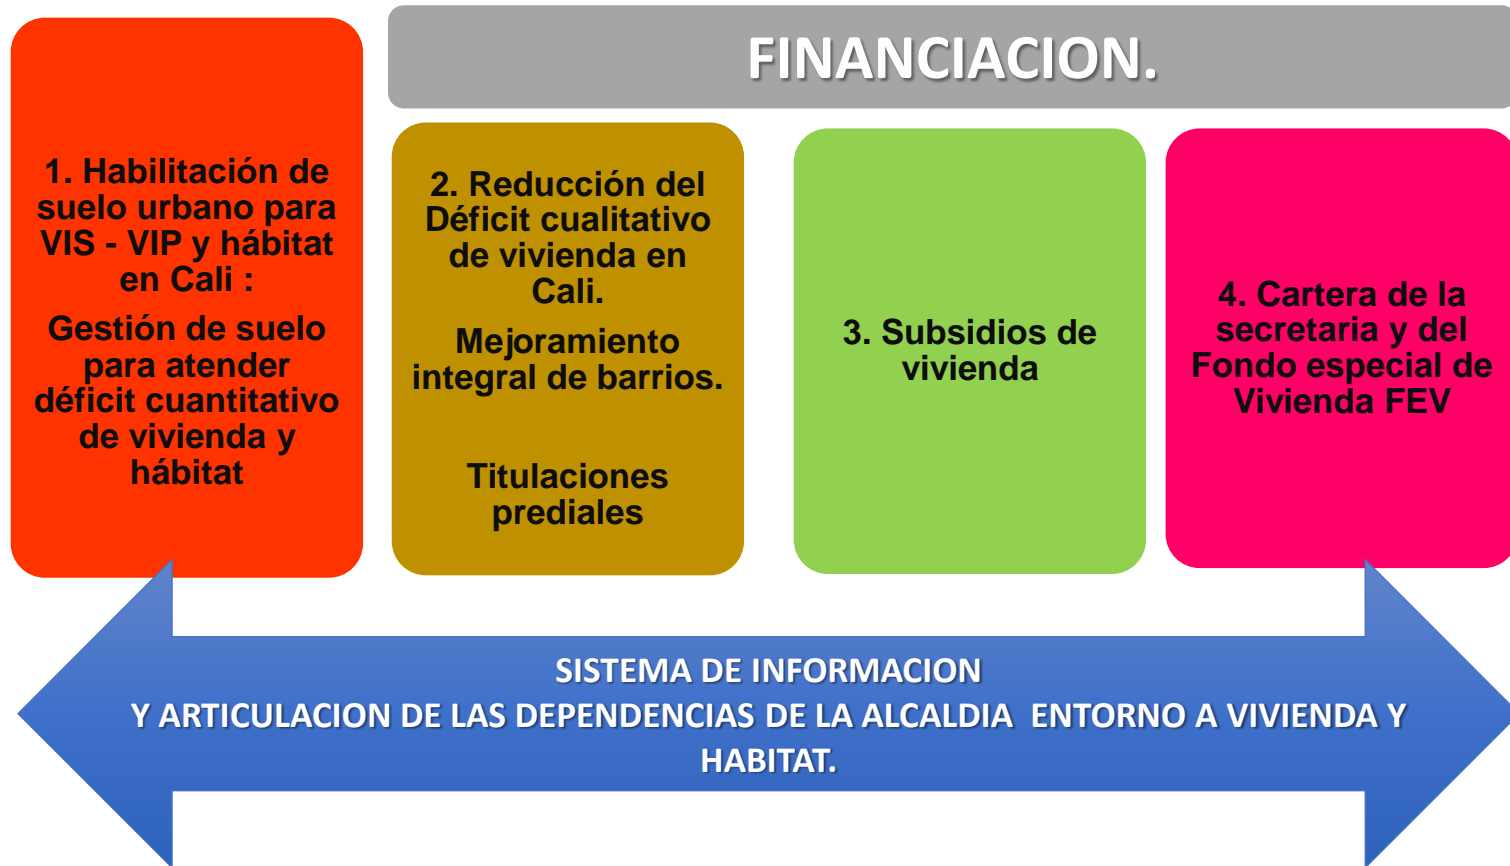 FINANCIACION.
1. Habilitación de
suelo urbano para
VIS - VIP y hábitat
en Cali :
Gestión de suelo
para atender
déficit cuantitativo
de vivienda y
hábitat
2. Reducción del
Déficit cualitativo
de vivienda en
Cali.
Mejoramiento
integral de barrios.
Titulaciones
prediales
3. Subsidios de
vivienda
4. Cartera de la
secretaria y del
Fondo especial de
Vivienda FEV
SISTEMA DE INFORMACION
Y ARTICULACION DE LAS DEPENDENCIAS DE LA ALCALDIA ENTORNO A VIVIENDA Y
HABITAT.